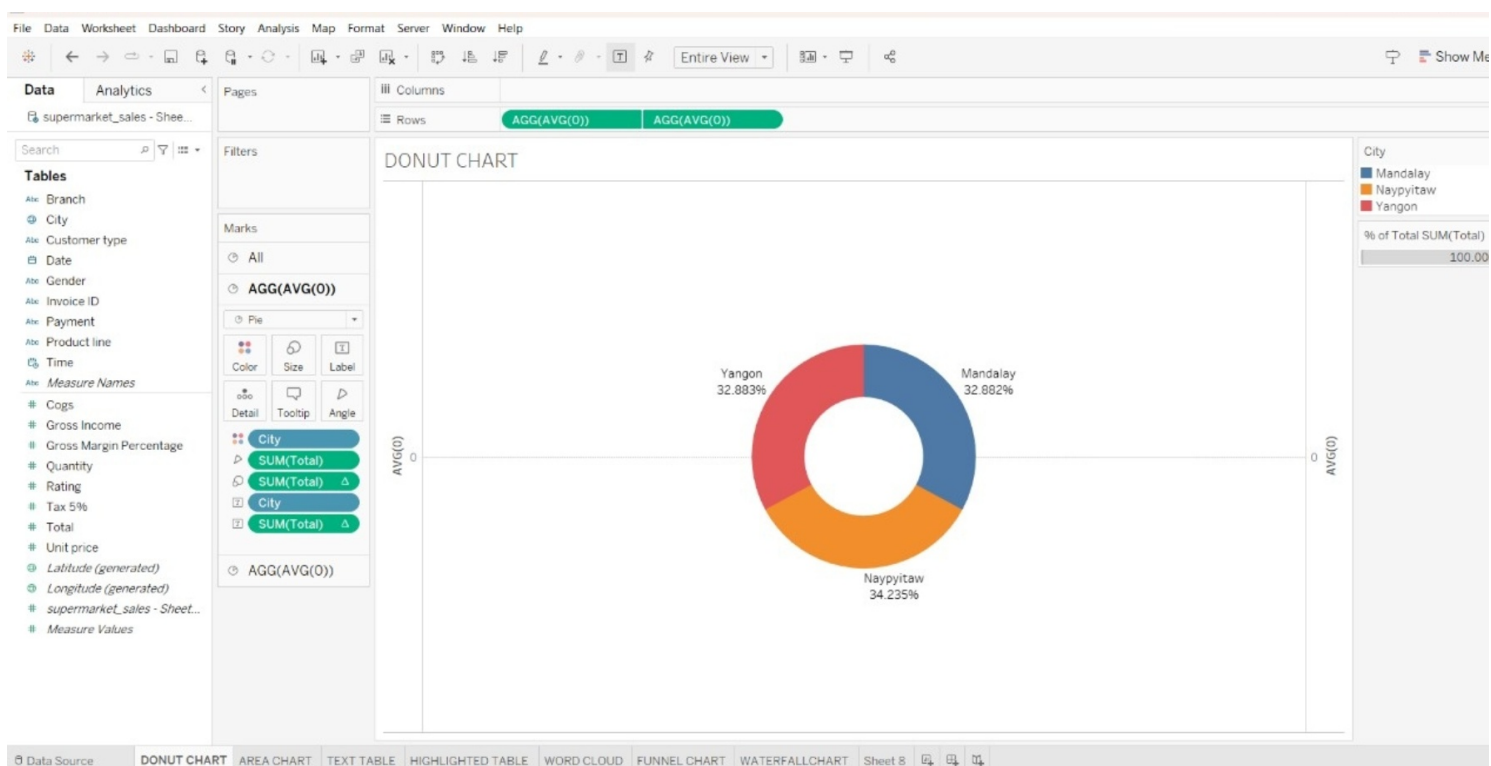 File Data Worksheet Dashboard Story Analysis Map Format Server Window Help
Entire View
Show Me
Data Analytics
supermarket_sales - Shee...
Search
Tables
Abc Branch
City
Abc Customer type
Date
Abc Gender
Abc Invoice ID
Abc Payment
Abc Product line
Time
Abc Measure Names
# Cogs
# Gross Income
# Gross Margin Percentage
# Quantity
# Rating
# Tax 5%
# Total
# Unit price
Latitude (generated)
Longitude (generated)
# supermarket_sales - Sheet...
# Measure Values
Pages
Filters
Marks
All
AGG(AVG(0))
Pie
Color Size Label
Detail Tooltip Angle
City
SUM(Total)
SUM(Total) Δ
City
SUM(Total) Δ
AGG(AVG(0))
Columns
Rows AGG(AVG(0)) AGG(AVG(0))
DONUT CHART
Yangon
32.883%
Mandalay
32.882%
Naypyitaw
34.235%
AVG(0)
0
0
AVG(0)
City
Mandalay
Naypyitaw
Yangon
% of Total SUM(Total)
100.00
Data Source DONUT CHART AREA CHART TEXT TABLE HIGHLIGHTED TABLE WORD CLOUD FUNNEL CHART WATERFALLCHART Sheet 8